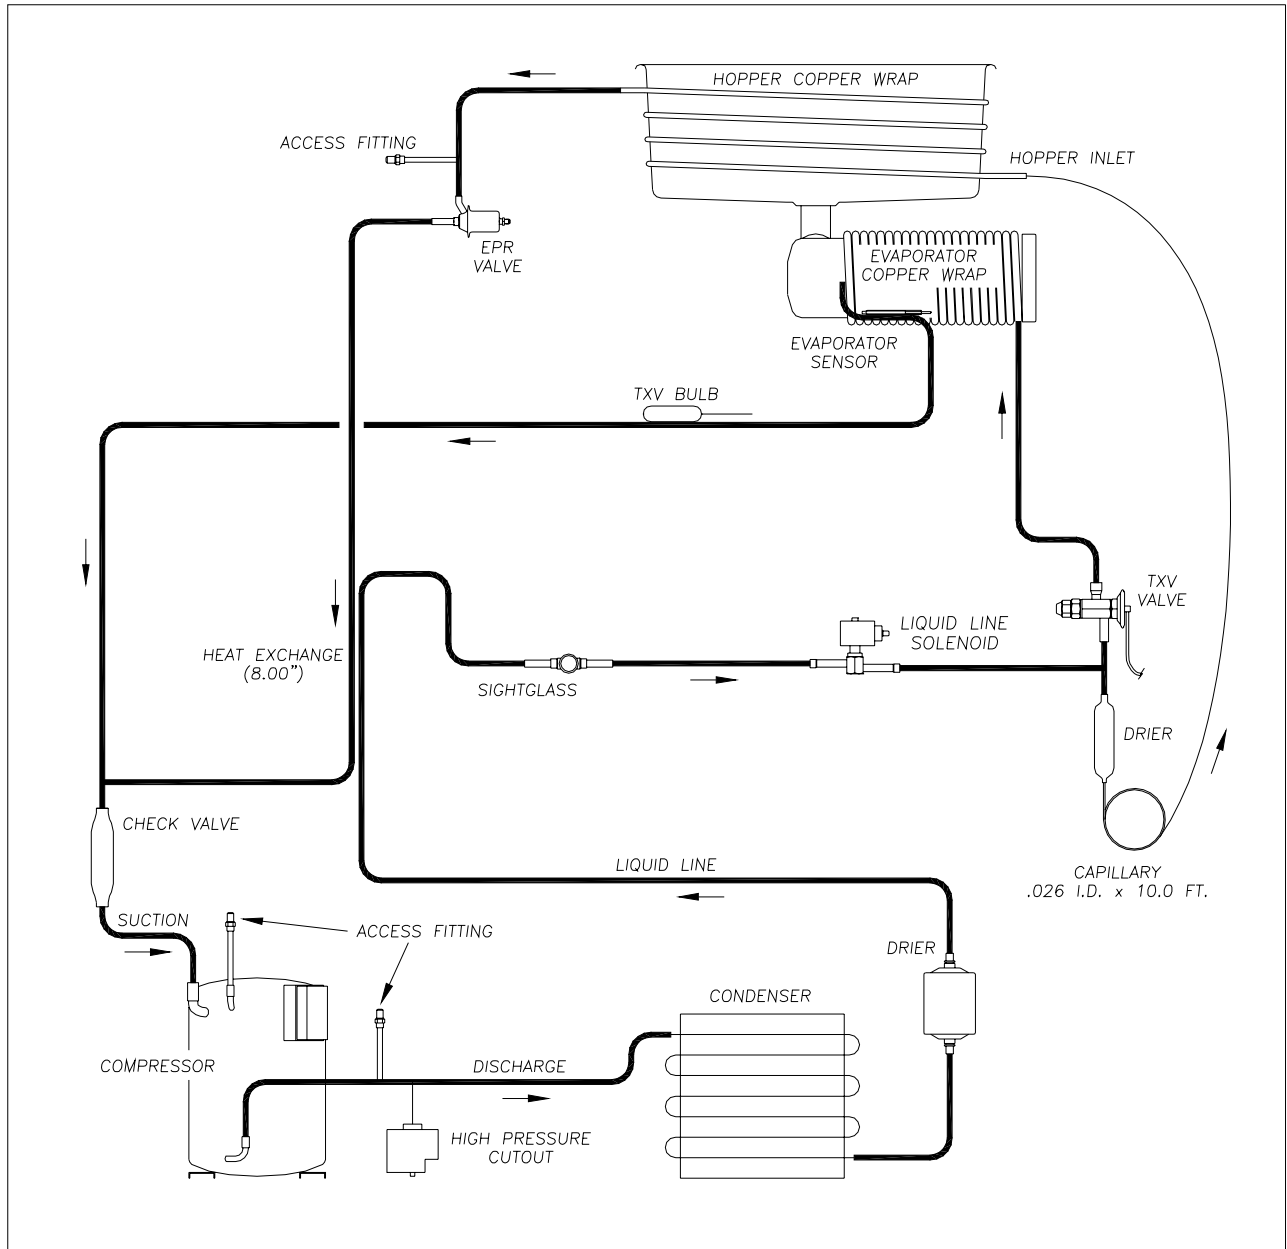 HOPPER COPPER WRAP
ACCESS FITTING
HOPPER INLET
EPR
VALVE
EVAPORATOR
COPPER WRAP
EVAPORATOR
SENSOR
TXV BULB
TXV
VALVE
LIQUID LINE
SOLENOID
HEAT EXCHANGE
(8.00")
SIGHTGLASS
DRIER
CHECK VALVE
LIQUID LINE
CAPILLARY
.026 I.D. x 10.0 FT.
SUCTION
ACCESS FITTING
DRIER
CONDENSER
COMPRESSOR
DISCHARGE
HIGH PRESSURE
CUTOUT